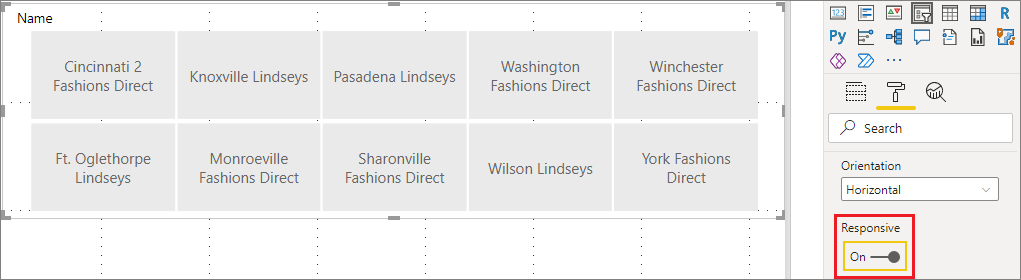 Name
Cincinnati 2
Fashions Direct
Knoxville Lindseys
Pasadena Lindseys
Washington
Fashions Direct
Winchester
Fashions Direct
Ft. Oglethorpe
Lindseys
Monroeville
Fashions Direct
Sharonville
Fashions Direct
Wilson Lindseys
York Fashions
Direct
123
R
Py
...
Search
Orientation
Horizontal
Responsive
On